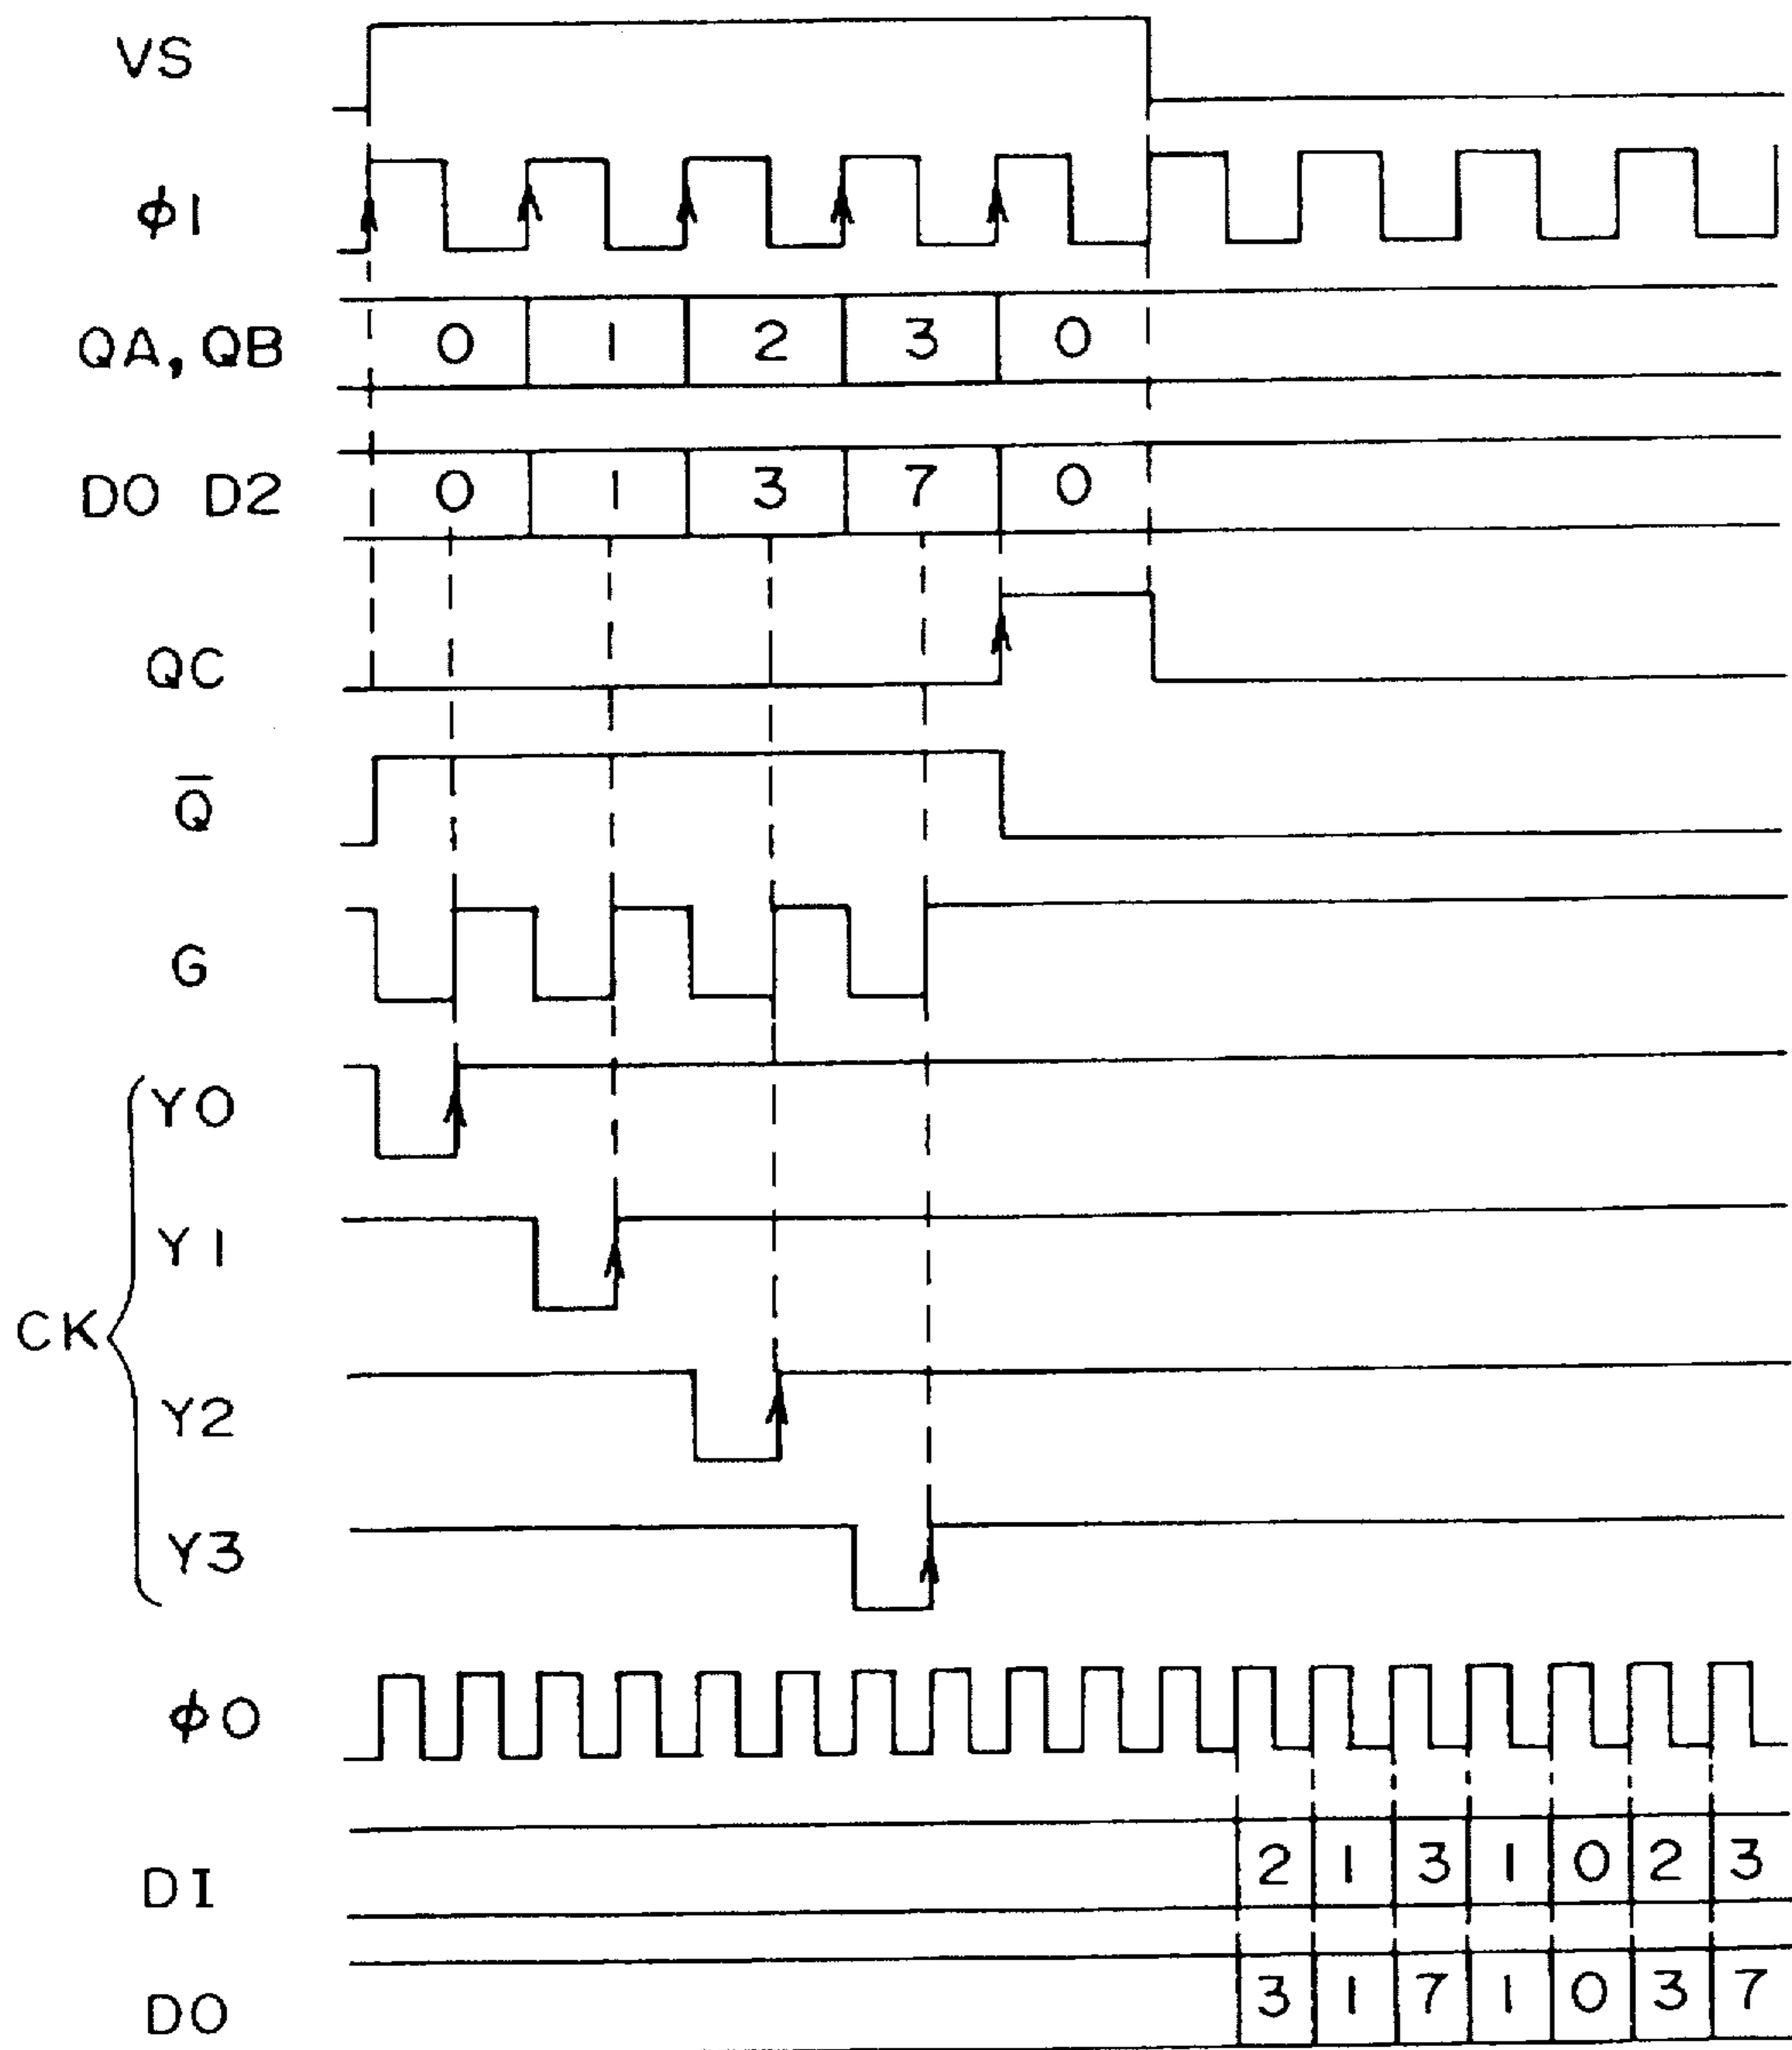 VS
ϕ1
QA, QB 0 1 2 3 0
D0 D2 0 1 3 7 0
QC
Q̅
G
Y0
Y1
CK
Y2
Y3
ϕ0
DI 2 1 3 1 0 2 3
DO 3 1 7 1 0 3 7